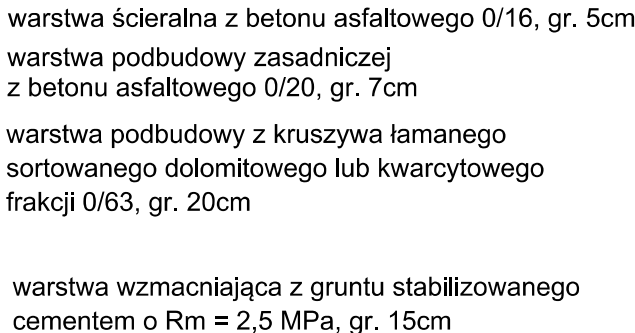 warstwa ścieralna z betonu asfaltowego 0/16, gr. 5cm
warstwa podbudowy zasadniczej
z betonu asfaltowego 0/20, gr. 7cm
warstwa podbudowy z kruszywa łamanego
sortowanego dolomitowego lub kwarcytowego
frakcji 0/63, gr. 20cm
warstwa wzmacniająca z gruntu stabilizowanego
cementem o Rm = 2,5 MPa, gr. 15cm